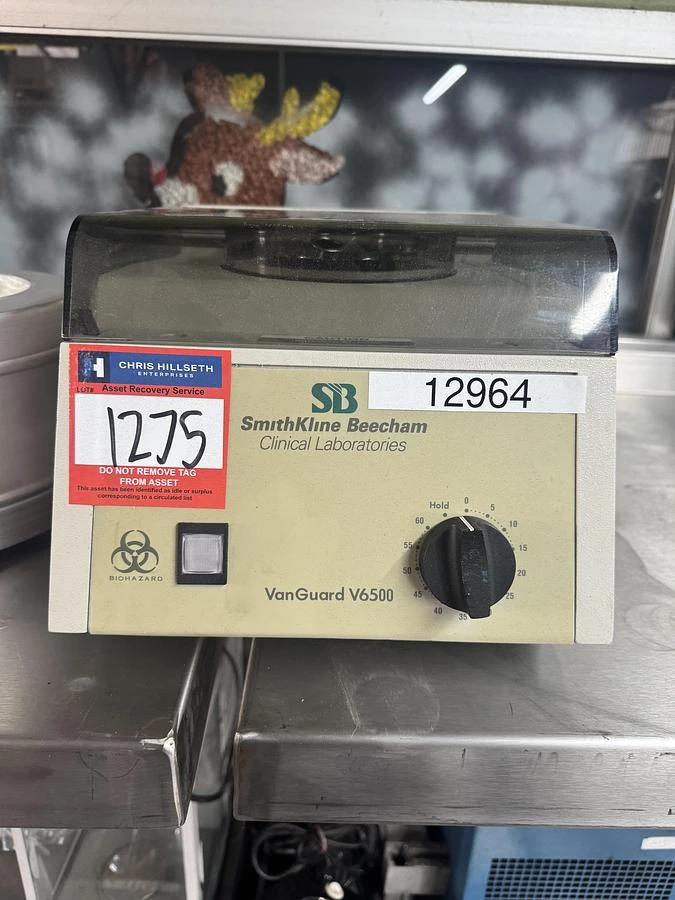 CHRIS HILLSETH
ENTERPRISES
Asset Recovery Service
LOT#
1275
DO NOT REMOVE TAG
FROM ASSET
This asset has been identified as idle or surplus
corresponding to a circulated list
12964
SB
SmithKline Beecham
Clinical Laboratories
BIOHAZARD
VanGuard V6500
Hold
0
5
10
15
20
25
35
40
45
50
55
60